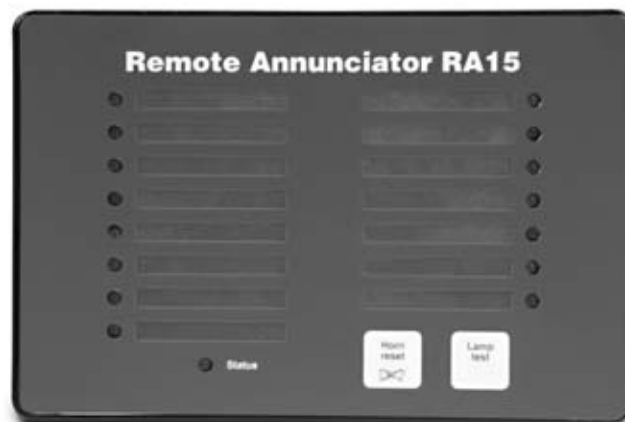 Remote Annunciator RA15
Status
Horn
reset
Lamp
test